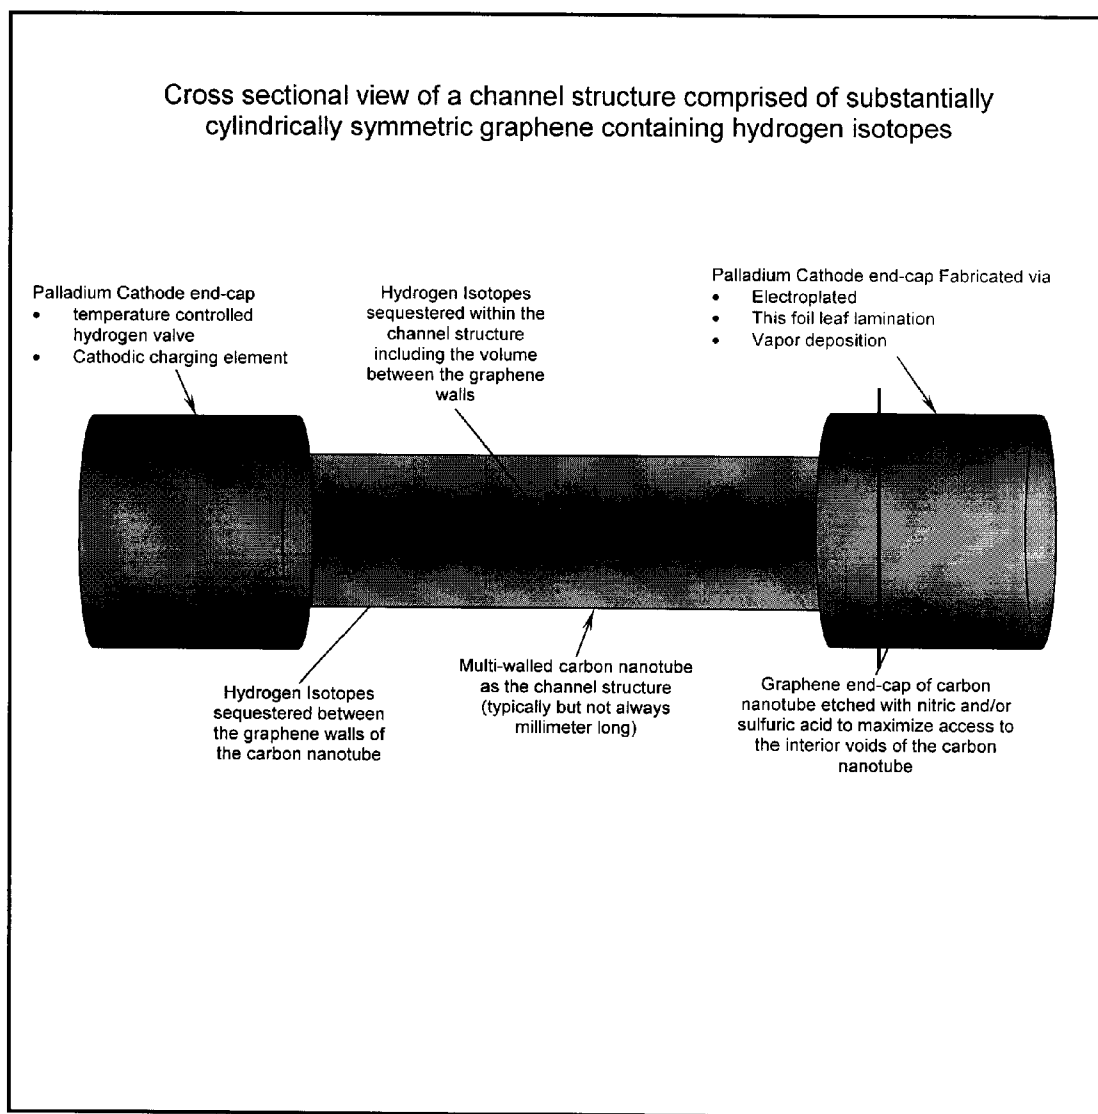 Cross sectional view of a channel structure comprised of substantially
cylindrically symmetric graphene containing hydrogen isotopes
Palladium Cathode end-cap
• temperature controlled
hydrogen valve
• Cathodic charging element
Hydrogen Isotopes
sequestered within the
channel structure
including the volume
between the graphene
walls
Palladium Cathode end-cap Fabricated via
• Electroplated
• This foil leaf lamination
• Vapor deposition
Hydrogen Isotopes
sequestered between
the graphene walls of
the carbon nanotube
Multi-walled carbon nanotube
as the channel structure
(typically but not always
millimeter long)
Graphene end-cap of carbon
nanotube etched with nitric and/or
sulfuric acid to maximize access to
the interior voids of the carbon
nanotube